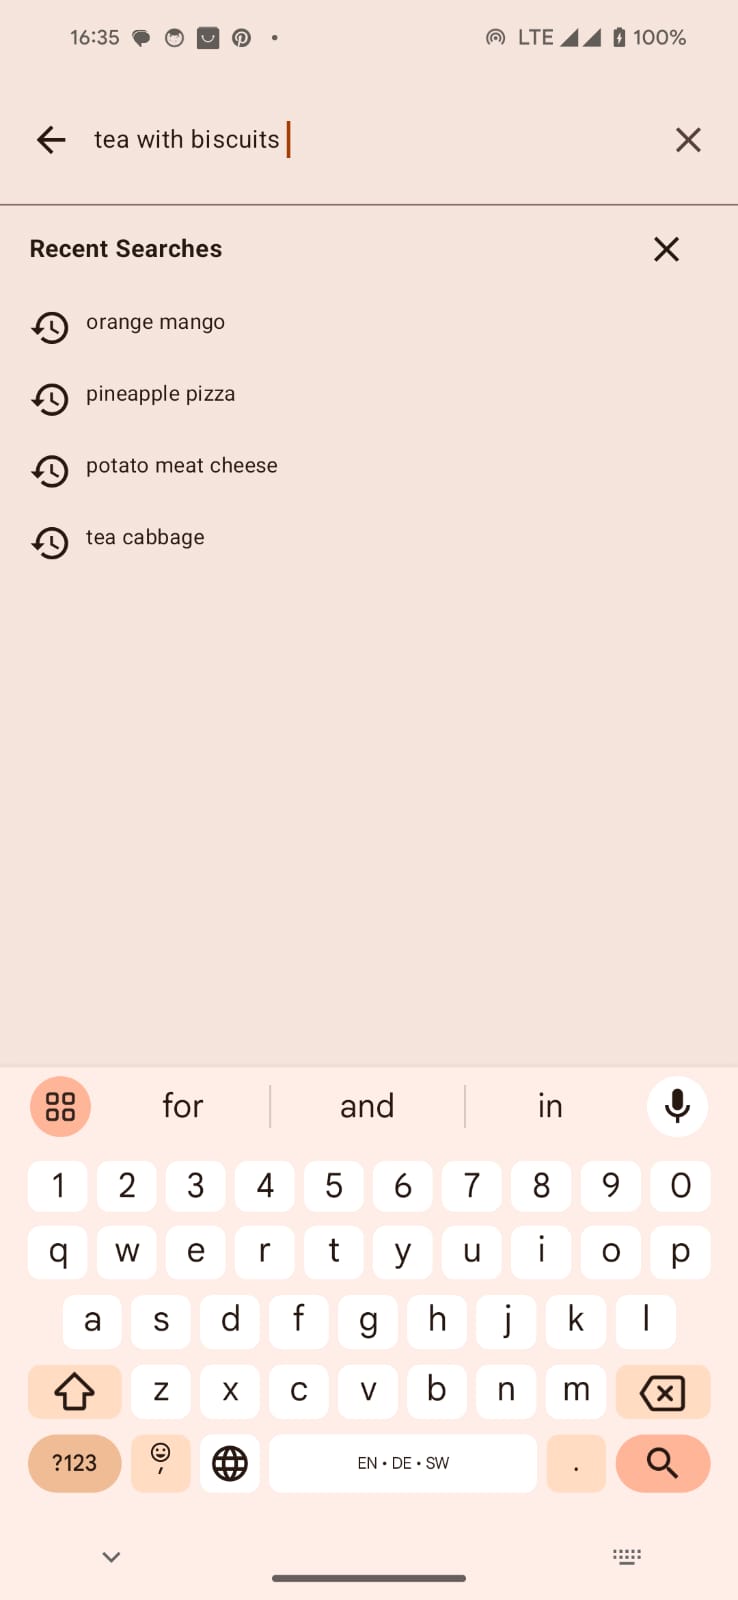 16:35 LTE 100%
tea with biscuits
Recent Searches
orange mango
pineapple pizza
potato meat cheese
tea cabbage
for and in
1 2 3 4 5 6 7 8 9 0
q w e r t y u i o p
a s d f g h j k l
z x c v b n m
?123 , EN • DE • SW .